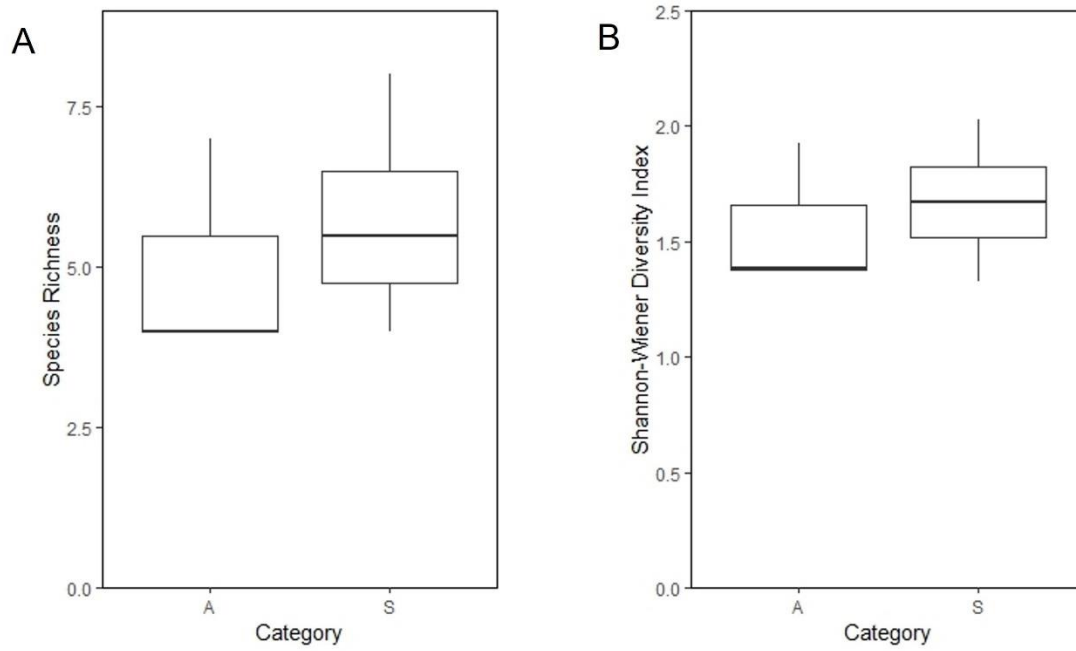 A
Species Richness
7.5
5.0
2.5
0.0
A S
Category
B
Shannon-Wiener Diversity Index
2.5
2.0
1.5
1.0
0.5
0.0
A S
Category